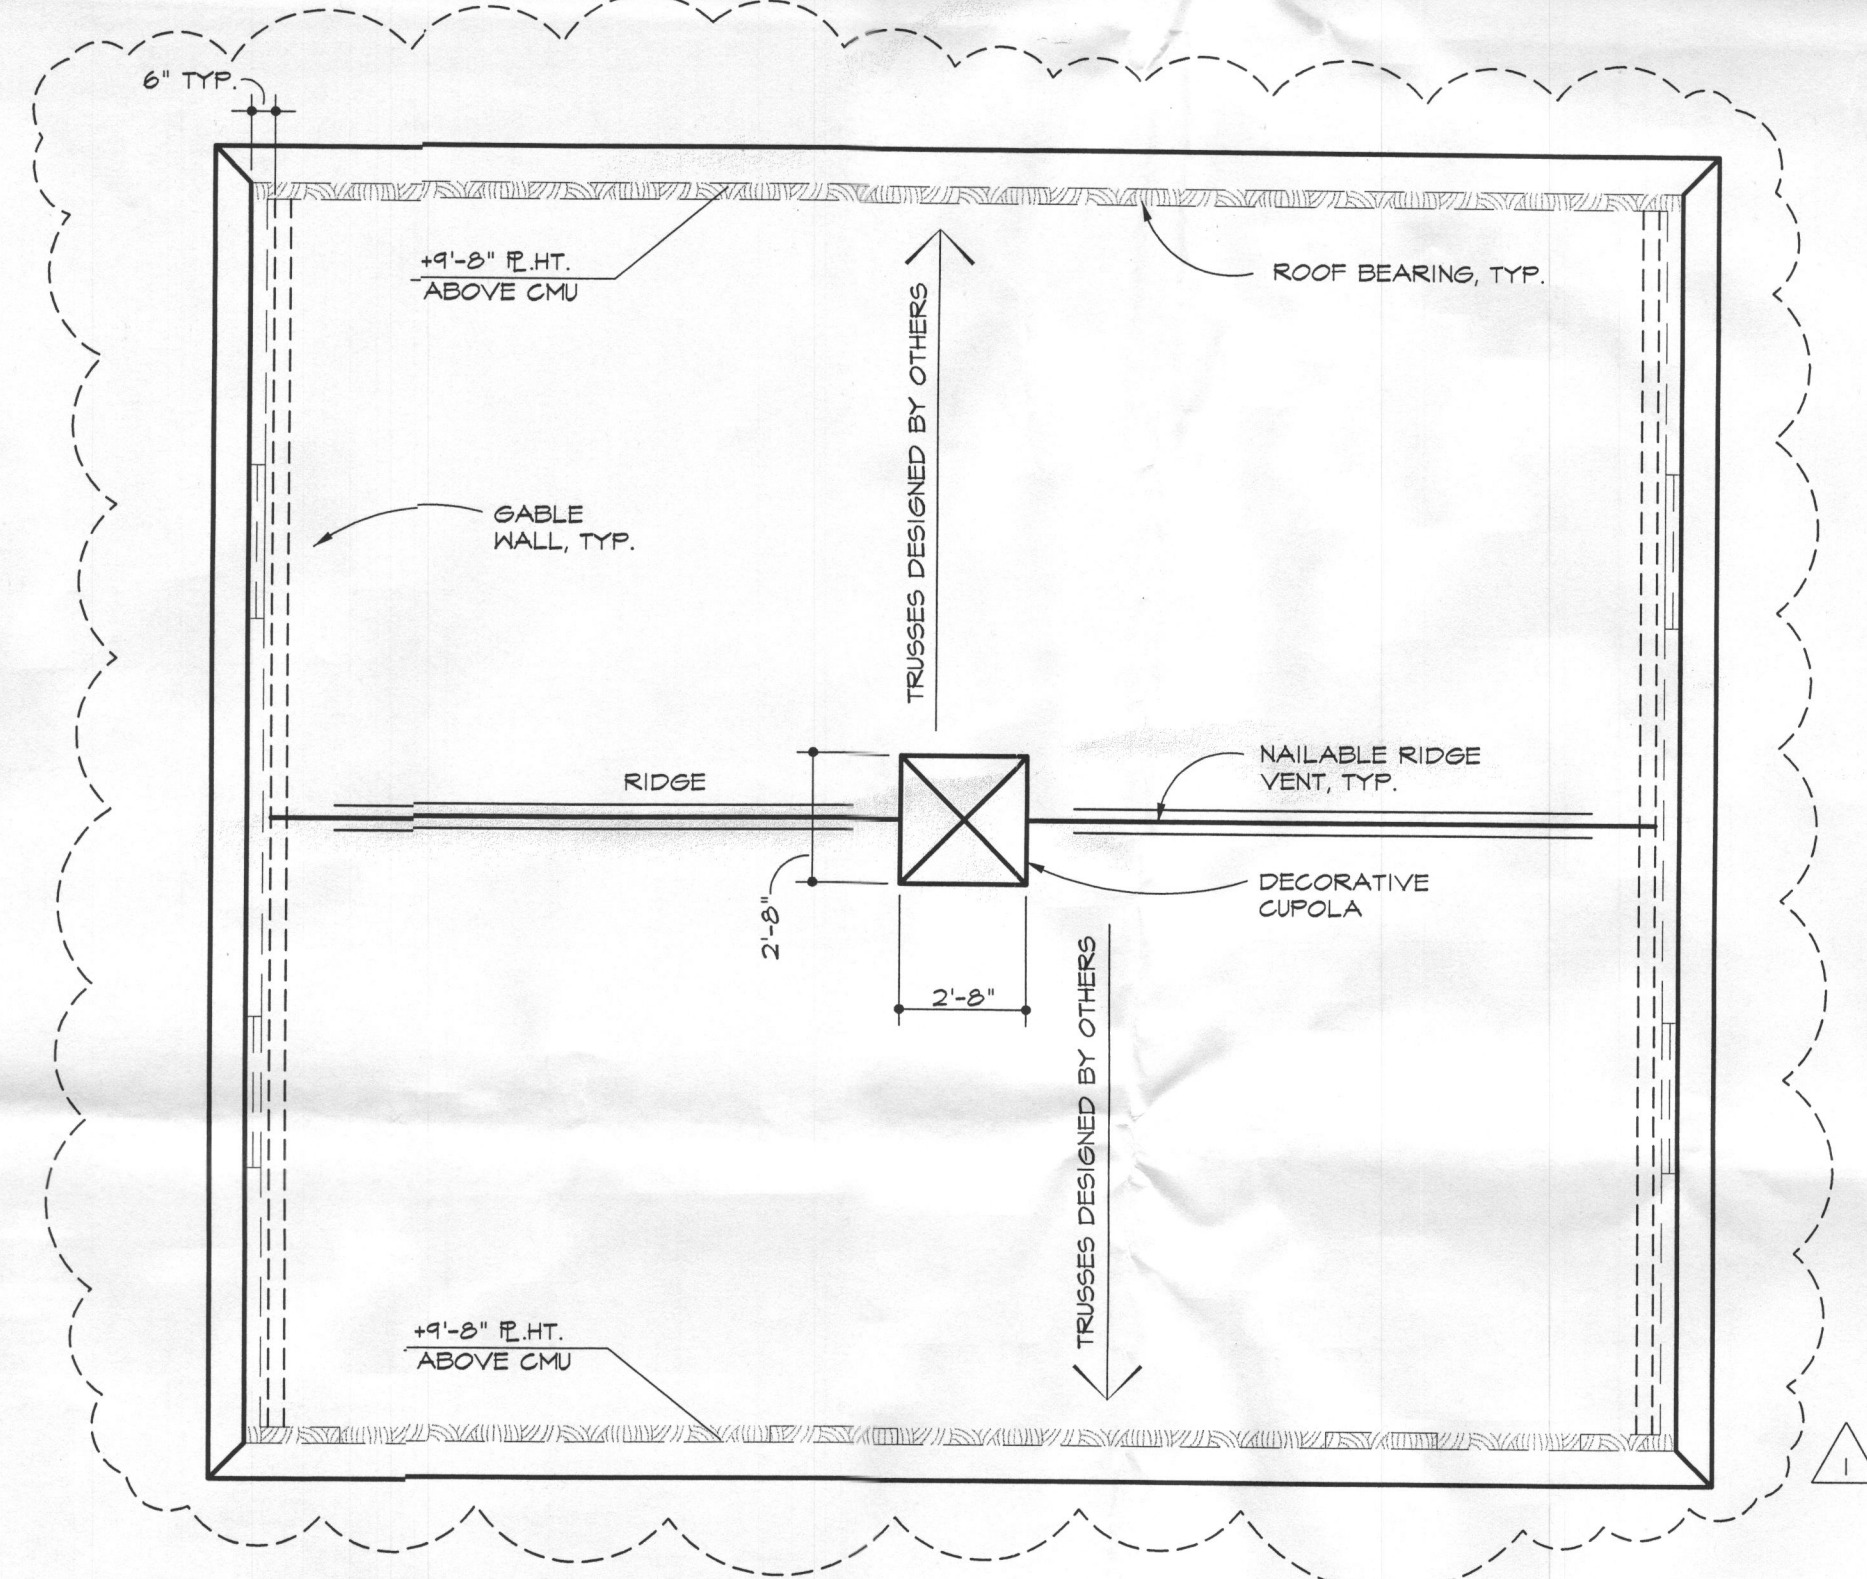 6" TYP.
+9'-8" PL.HT.
ABOVE CMU
ROOF BEARING, TYP.
TRUSSES DESIGNED BY OTHERS
GABLE
WALL, TYP.
RIDGE
NAILABLE RIDGE
VENT, TYP.
2'-8"
DECORATIVE
CUPOLA
2'-8"
TRUSSES DESIGNED BY OTHERS
+9'-8" PL.HT.
ABOVE CMU
1